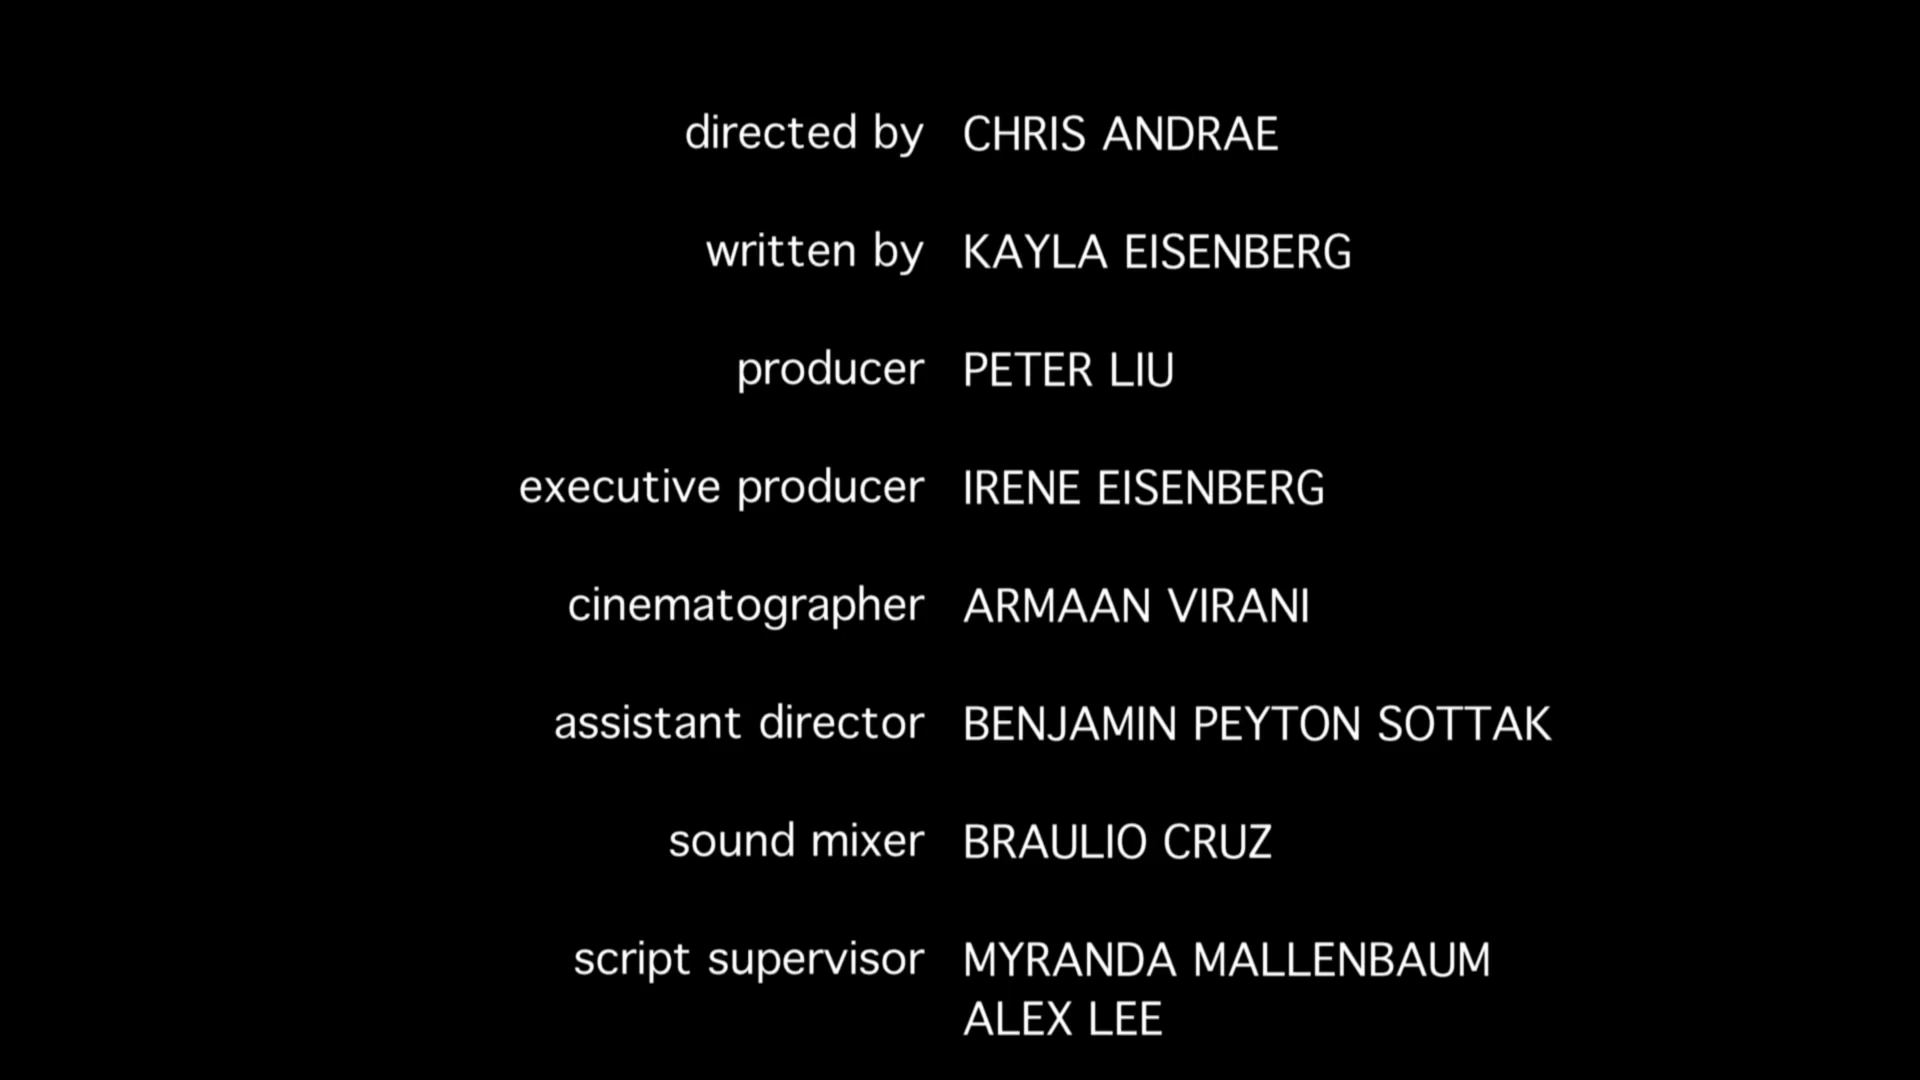 directed by CHRIS ANDRAE
written by KAYLA EISENBERG
producer PETER LIU
executive producer IRENE EISENBERG
cinematographer ARMAAN VIRANI
assistant director BENJAMIN PEYTON SOTTAK
sound mixer BRAULIO CRUZ
script supervisor MYRANDA MALLENBAUM
ALEX LEE